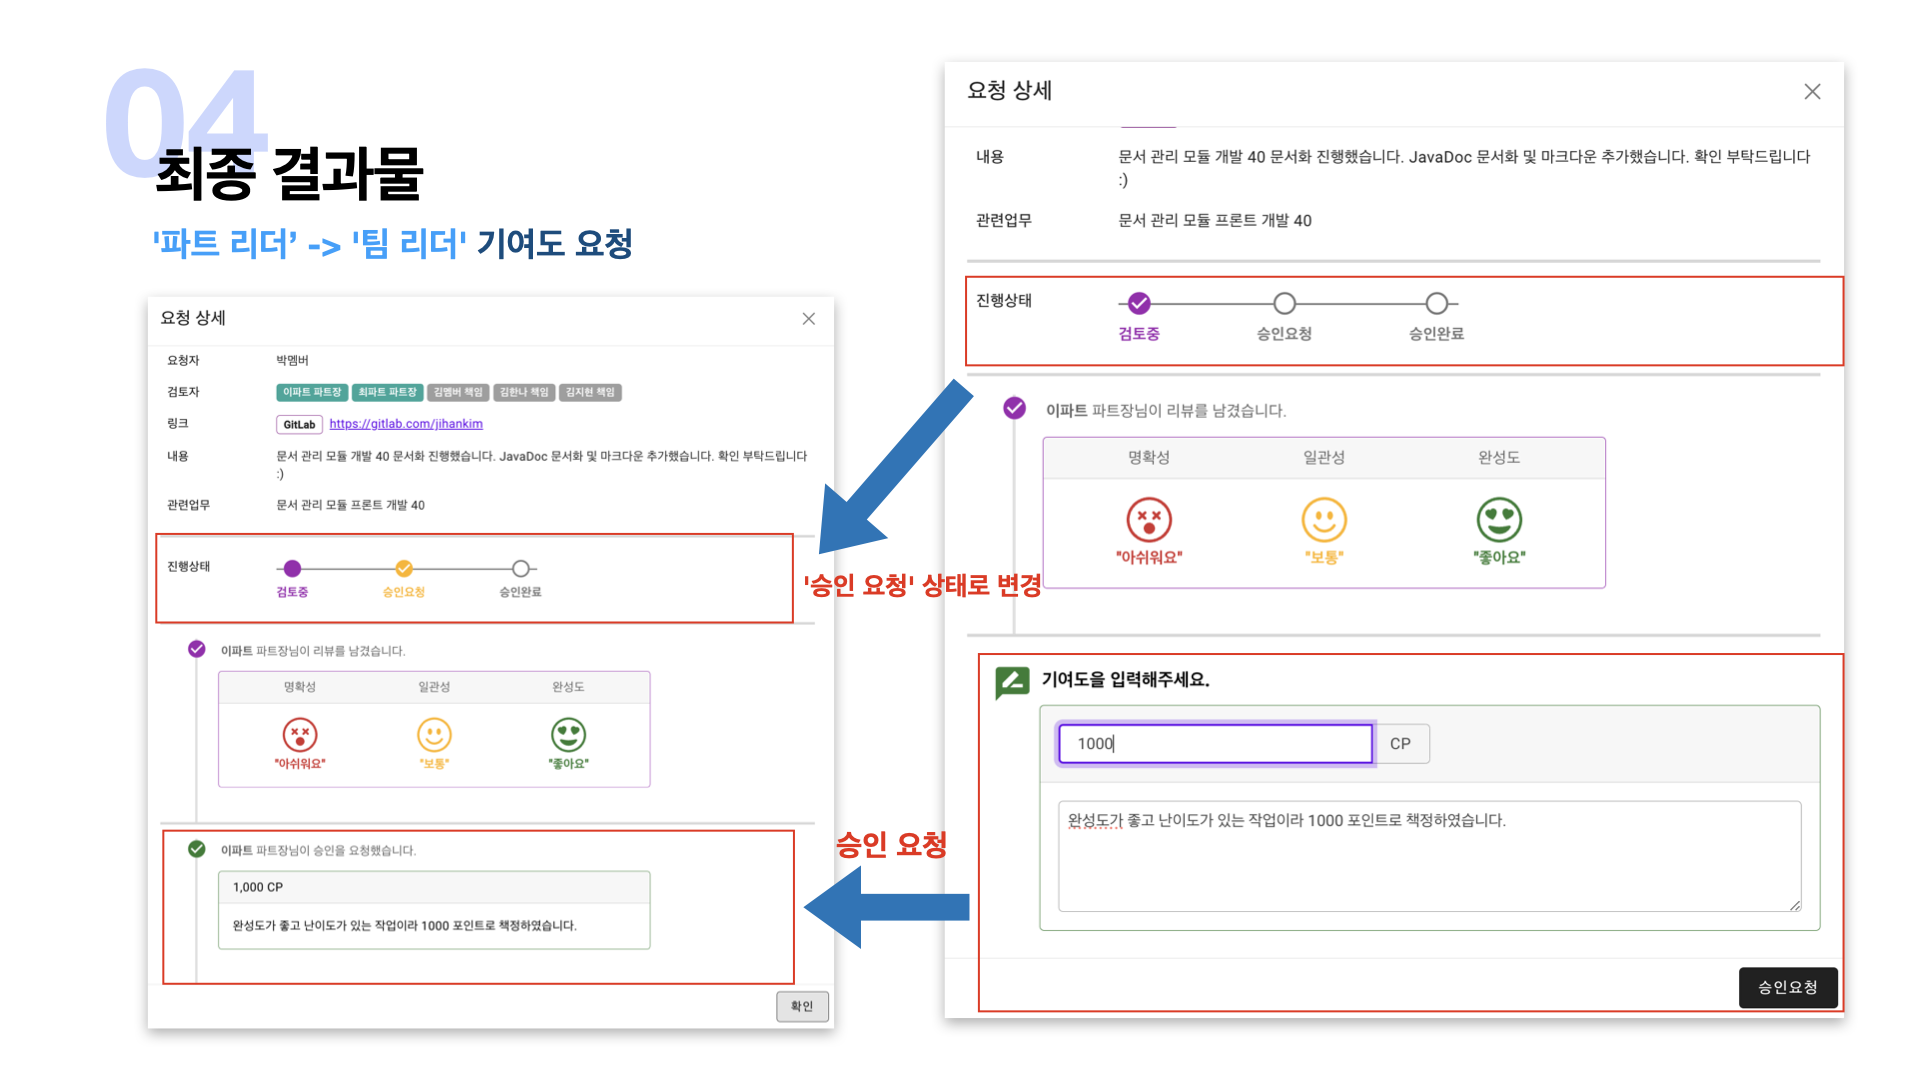 04
최종 결과물
'파트 리더’ -> '팀 리더' 기여도 요청
요청 상세
요청자
박멤버
검토자
이파트 파트장 최파트 파트장 김멤버 책임 김한나 책임 김지현 책임
링크
GitLab https://gitlab.com/jihankim
내용
문서 관리 모듈 개발 40 문서화 진행했습니다. JavaDoc 문서화 및 마크다운 추가했습니다. 확인 부탁드립니다
:)
관련업무
문서 관리 모듈 프론트 개발 40
진행상태
검토중 승인요청 승인완료
이파트 파트장님이 리뷰를 남겼습니다.
명확성 일관성 완성도
"아쉬워요" "보통" "좋아요"
이파트 파트장님이 승인을 요청했습니다.
1,000 CP
완성도가 좋고 난이도가 있는 작업이라 1000 포인트로 책정하였습니다.
확인
'승인 요청' 상태로 변경
승인 요청
요청 상세
내용
문서 관리 모듈 개발 40 문서화 진행했습니다. JavaDoc 문서화 및 마크다운 추가했습니다. 확인 부탁드립니다
:)
관련업무
문서 관리 모듈 프론트 개발 40
진행상태
검토중 승인요청 승인완료
이파트 파트장님이 리뷰를 남겼습니다.
명확성 일관성 완성도
"아쉬워요" "보통" "좋아요"
기여도을 입력해주세요.
1000 CP
완성도가 좋고 난이도가 있는 작업이라 1000 포인트로 책정하였습니다.
승인요청